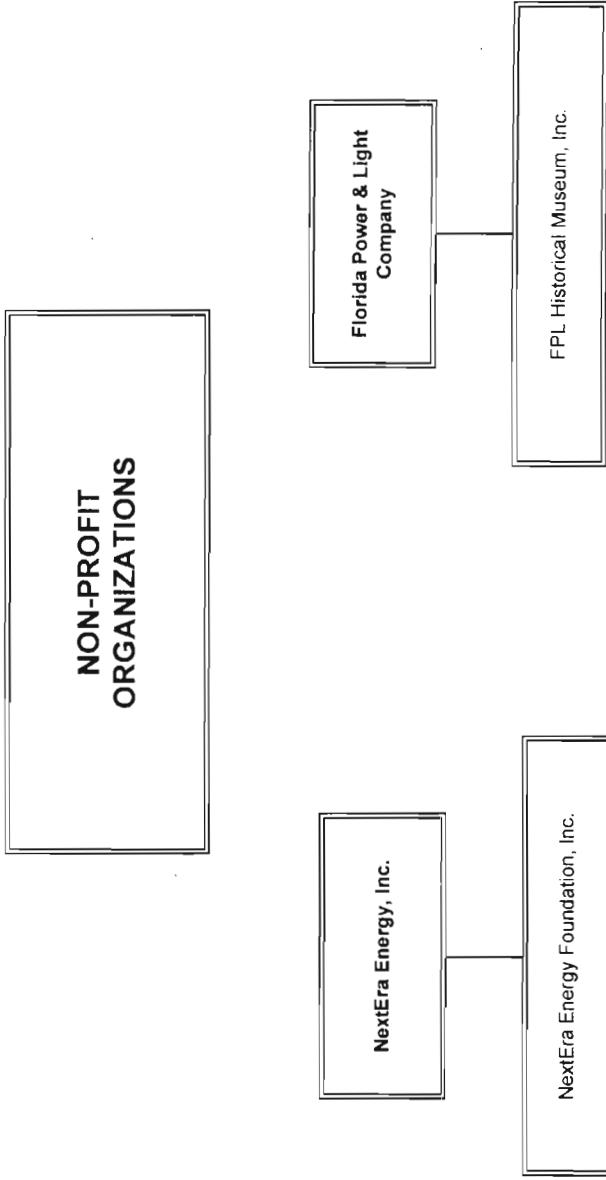 NON-PROFIT
ORGANIZATIONS
NextEra Energy, Inc.
NextEra Energy Foundation, Inc.
Florida Power & Light
Company
FPL Historical Museum, Inc.